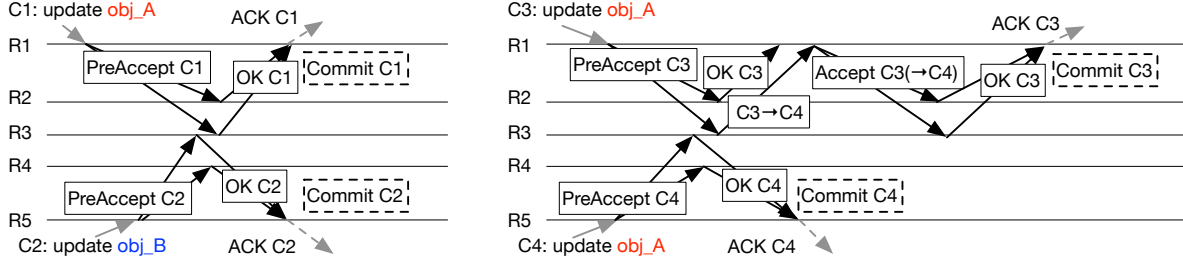 C1: update obj_A
ACK C1
R1
PreAccept C1
OK C1
Commit C1
R2
R3
R4
PreAccept C2
OK C2
Commit C2
R5
C2: update obj_B
ACK C2
C3: update obj_A
ACK C3
R1
PreAccept C3
OK C3
Accept C3(→C4)
OK C3
Commit C3
R2
C3→C4
R3
R4
PreAccept C4
OK C4
Commit C4
R5
C4: update obj_A
ACK C4